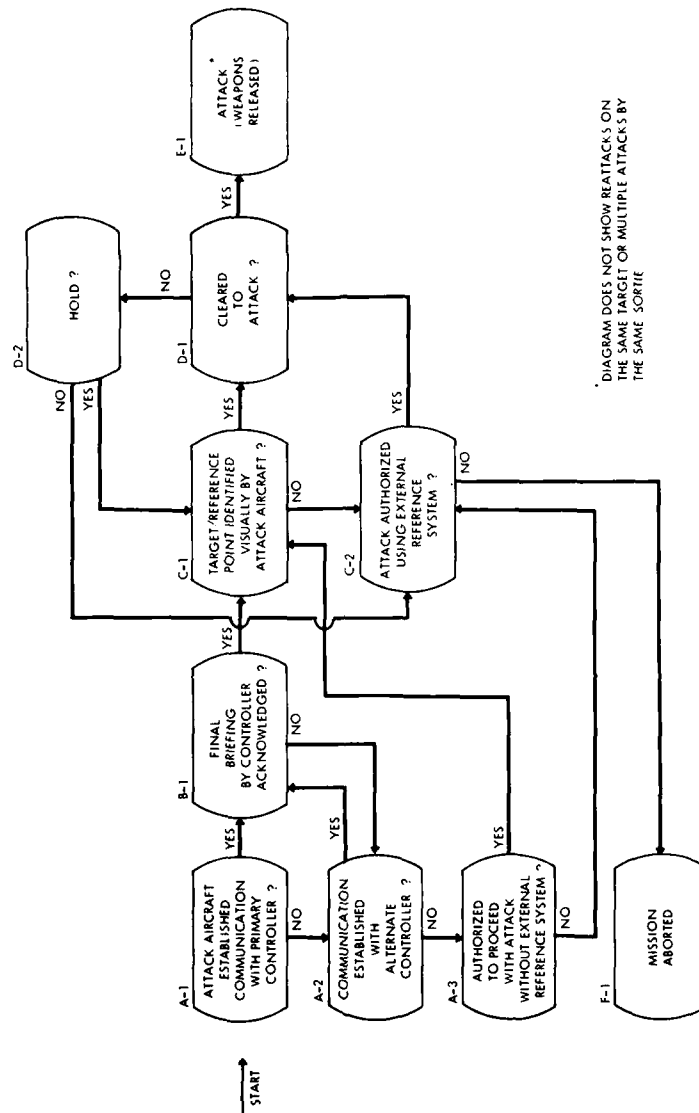 START
A-1
ATTACK AIRCRAFT
ESTABLISHED
COMMUNICATION
WITH PRIMARY
CONTROLLER ?
YES
NO
A-2
COMMUNICATION
ESTABLISHED
WITH
ALTERNATE
CONTROLLER ?
YES
NO
A-3
AUTHORIZED
TO PROCEED
WITH ATTACK
WITHOUT EXTERNAL
REFERENCE SYSTEM ?
YES
NO
F-1
MISSION
ABORTED
B-1
FINAL
BRIEFING
BY CONTROLLER
ACKNOWLEDGED ?
YES
NO
C-1
TARGET/REFERENCE
POINT IDENTIFIED
VISUALLY BY
ATTACK AIRCRAFT ?
YES
NO
C-2
ATTACK AUTHORIZED
USING EXTERNAL
REFERENCE
SYSTEM ?
YES
NO
D-2
HOLD ?
NO
YES
D-1
CLEARED
TO
ATTACK ?
NO
YES
E-1
ATTACK *
(WEAPONS
RELEASED)
* DIAGRAM DOES NOT SHOW REATTACKS ON
THE SAME TARGET OR MULTIPLE ATTACKS BY
THE SAME SORTIE